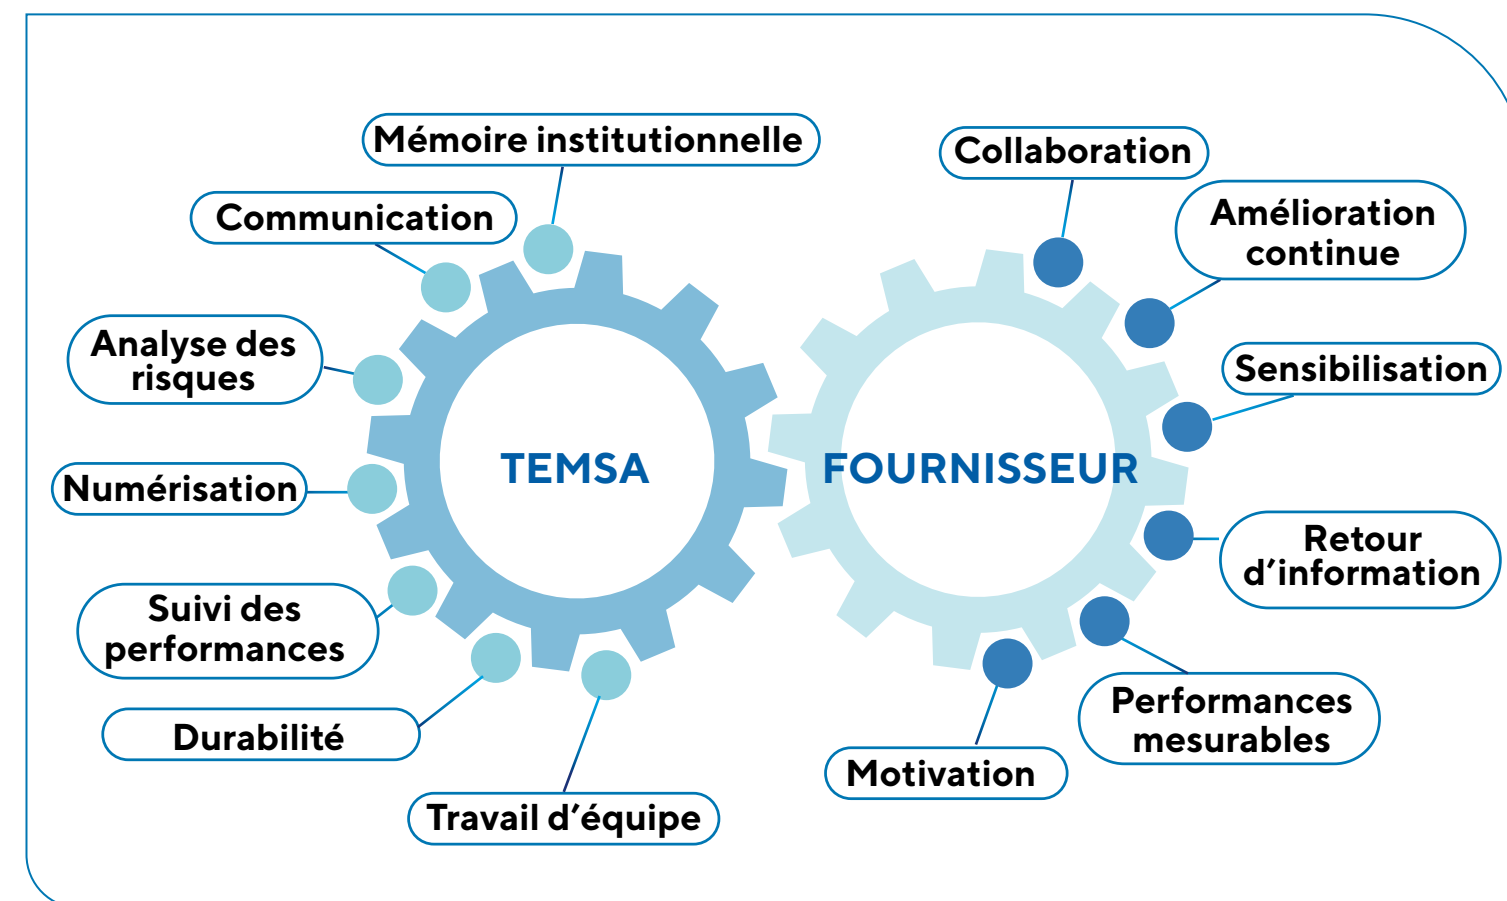 Mémoire institutionnelle
Communication
Analyse des
risques
Numérisation
Suivi des
performances
Durabilité
Travail d’équipe
TEMSA
FOURNISSEUR
Collaboration
Amélioration
continue
Sensibilisation
Retour
d’information
Performances
mesurables
Motivation